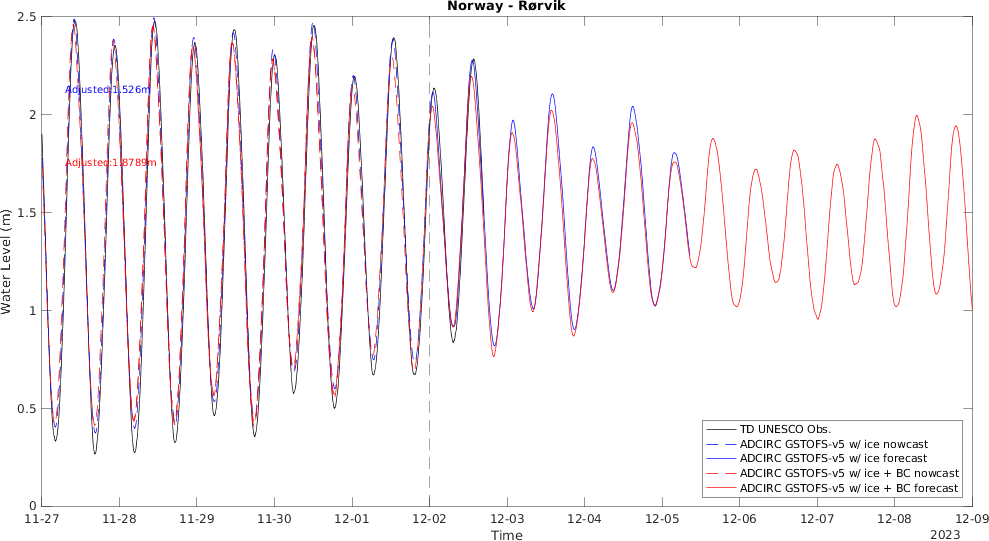 Norway - Rørvik
2.5
2
1.5
1
0.5
0
Water Level (m)
Adjusted:1.526m
Adjusted:1.8789m
TD UNESCO Obs.
ADCIRC GSTOFS-v5 w/ ice nowcast
ADCIRC GSTOFS-v5 w/ ice forecast
ADCIRC GSTOFS-v5 w/ ice + BC nowcast
ADCIRC GSTOFS-v5 w/ ice + BC forecast
11-27 11-28 11-29 11-30 12-01 12-02 12-03 12-04 12-05 12-06 12-07 12-08 12-09
Time
2023